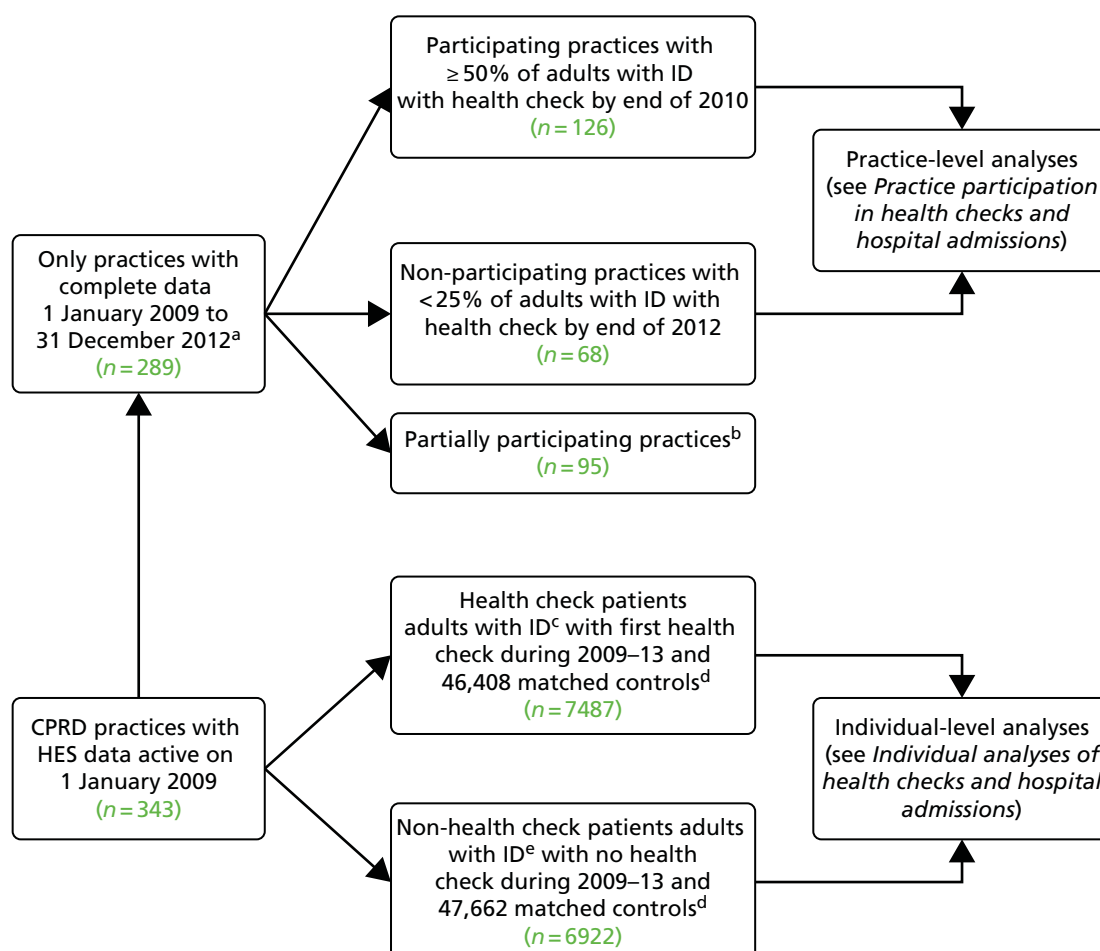 Participating practices with
≥50% of adults with ID
with health check by end of 2010
(n=126)
Practice-level analyses
(see Practice participation
in health checks and
hospital admissions)
Only practices with
complete data
1 January 2009 to
31 December 2012a
(n=289)
Non-participating practices with
<25% of adults with ID with
health check by end of 2012
(n=68)
Partially participating practicesb
(n=95)
Health check patients
adults with IDc with first health
check during 2009–13 and
46,408 matched controlsd
(n=7487)
CPRD practices with
HES data active on
1 January 2009
(n=343)
Individual-level analyses
(see Individual analyses of
health checks and hospital
admissions)
Non-health check patients adults
with IDe with no health
check during 2009–13 and
47,662 matched controlsd
(n=6922)